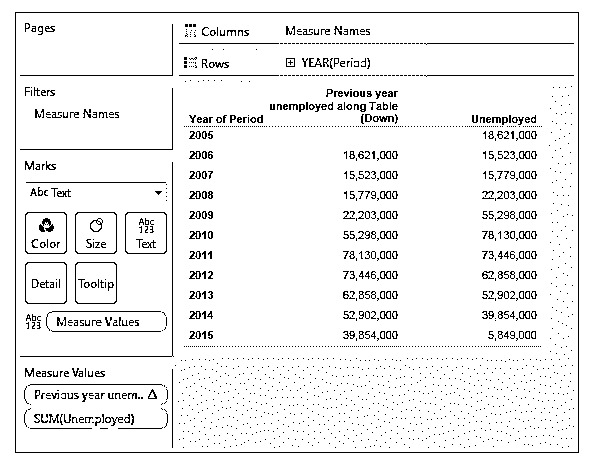 Pages
Columns Measure Names
Rows YEAR(Period)
Filters
Measure Names
Marks
Abc Text
Color Size Abc 123 Text
Detail Tooltip
Abc 123 Measure Values
Measure Values
Previous year unem.. Δ
SUM(Unemployed)
Previous year
unemployed along Table
Year of Period (Down) Unemployed
2005 18,621,000
2006 18,621,000 15,523,000
2007 15,523,000 15,779,000
2008 15,779,000 22,203,000
2009 22,203,000 55,298,000
2010 55,298,000 78,130,000
2011 78,130,000 73,446,000
2012 73,446,000 62,858,000
2013 62,858,000 52,902,000
2014 52,902,000 39,854,000
2015 39,854,000 5,849,000